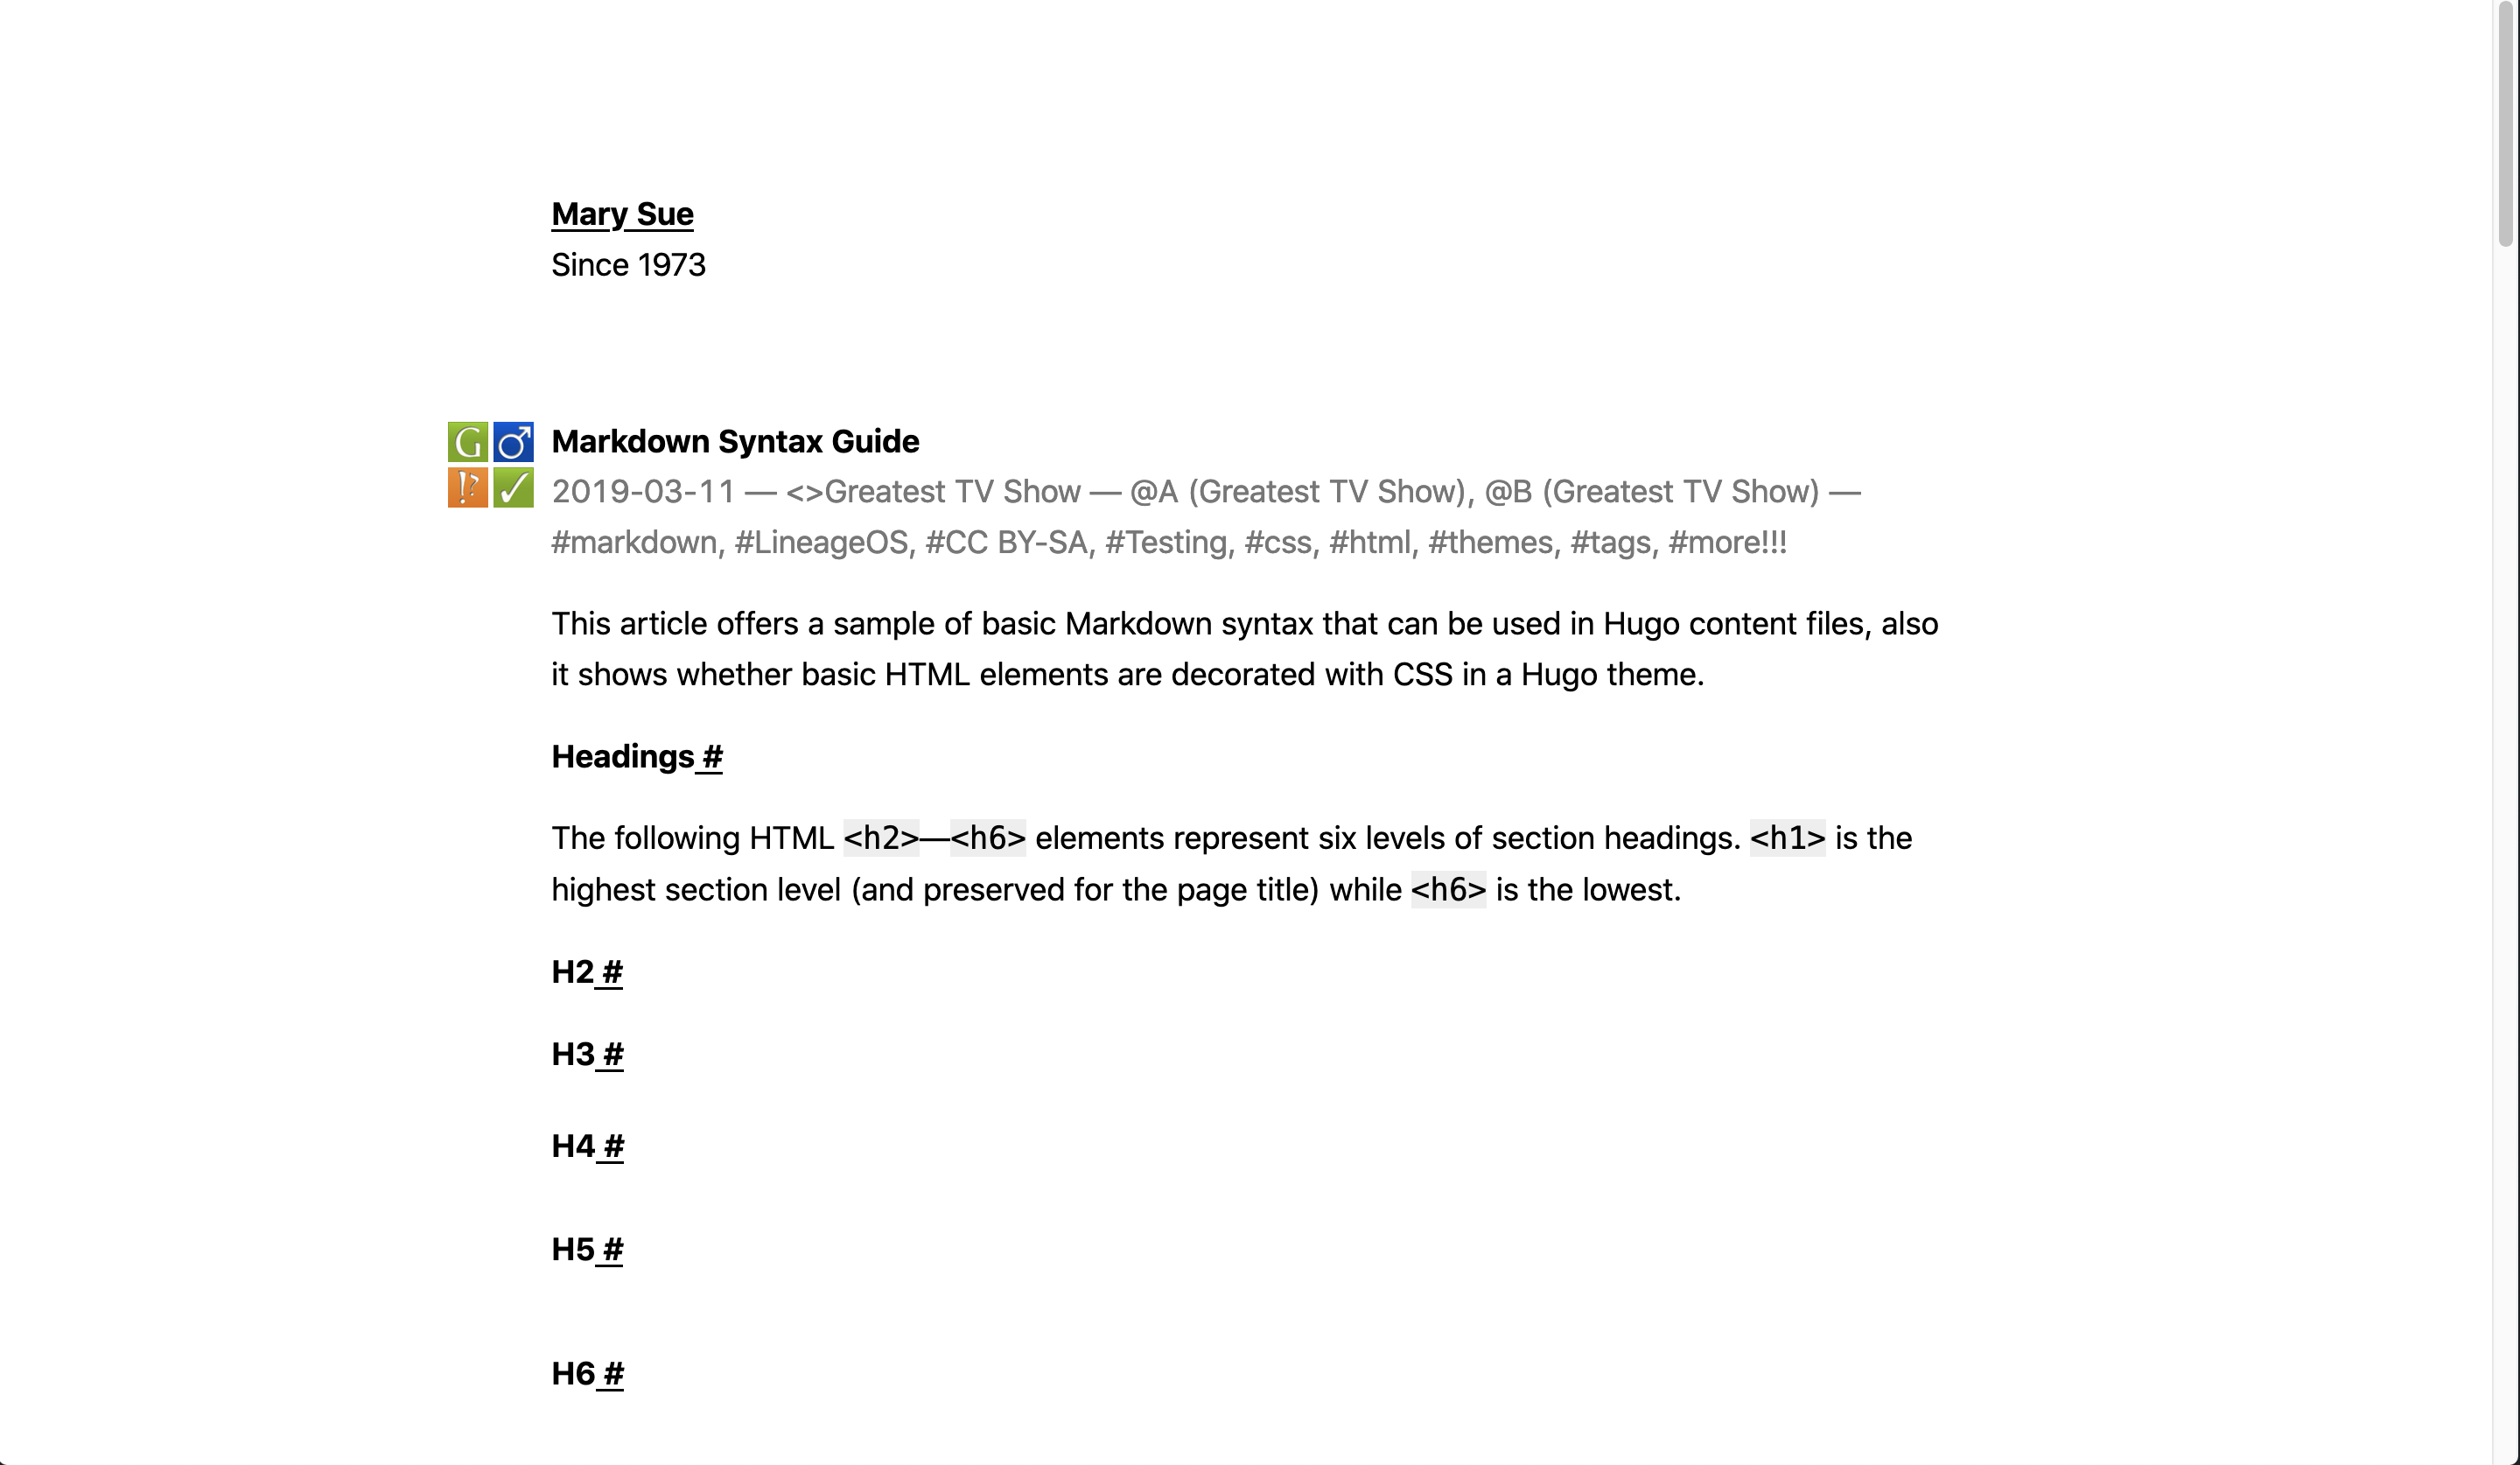 Mary Sue
Since 1973
G ♂ Markdown Syntax Guide
⁉ ✓ 2019-03-11 — <>Greatest TV Show — @A (Greatest TV Show), @B (Greatest TV Show) —
#markdown, #LineageOS, #CC BY-SA, #Testing, #css, #html, #themes, #tags, #more!!!
This article offers a sample of basic Markdown syntax that can be used in Hugo content files, also
it shows whether basic HTML elements are decorated with CSS in a Hugo theme.
Headings #
The following HTML <h2>—<h6> elements represent six levels of section headings. <h1> is the
highest section level (and preserved for the page title) while <h6> is the lowest.
H2 #
H3 #
H4 #
H5 #
H6 #